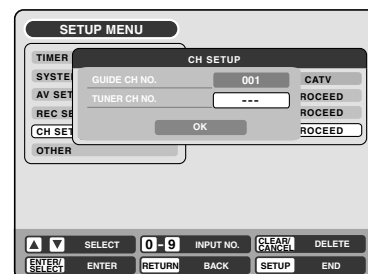 SETUP MENU
TIMER
CH SETUP
SYSTE
GUIDE CH NO. 001
CATV
AV SET
TUNER CH NO. ---
ROCEED
REC SE
ROCEED
OK
CH SET
ROCEED
OTHER
▲ ▼ SELECT 0-9 INPUT NO. CLEAR/CANCEL DELETE
ENTER/SELECT ENTER RETURN BACK SETUP END